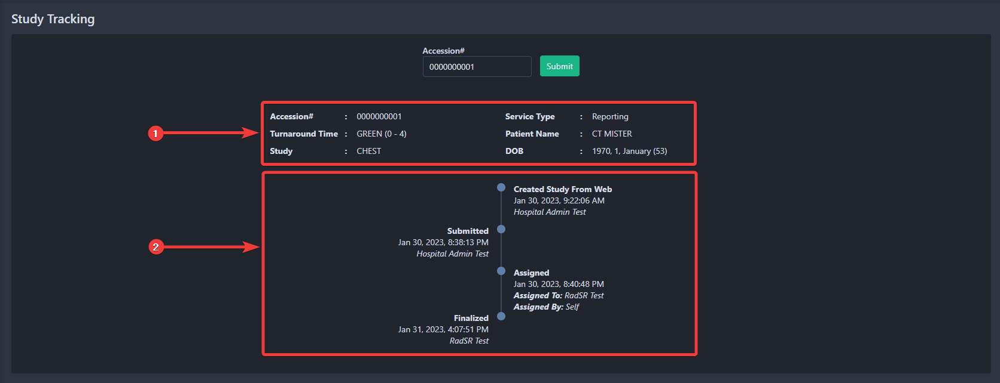 Study Tracking
Accession#
0000000001
Submit
1
Accession# : 0000000001 Service Type : Reporting
Turnaround Time : GREEN (0 - 4) Patient Name : CT MISTER
Study : CHEST DOB : 1970, 1, January (53)
2
Created Study From Web
Jan 30, 2023, 9:22:06 AM
Hospital Admin Test
Submitted
Jan 30, 2023, 8:38:13 PM
Hospital Admin Test
Assigned
Jan 30, 2023, 8:40:48 PM
Assigned To: RadSR Test
Assigned By: Self
Finalized
Jan 31, 2023, 4:07:51 PM
RadSR Test